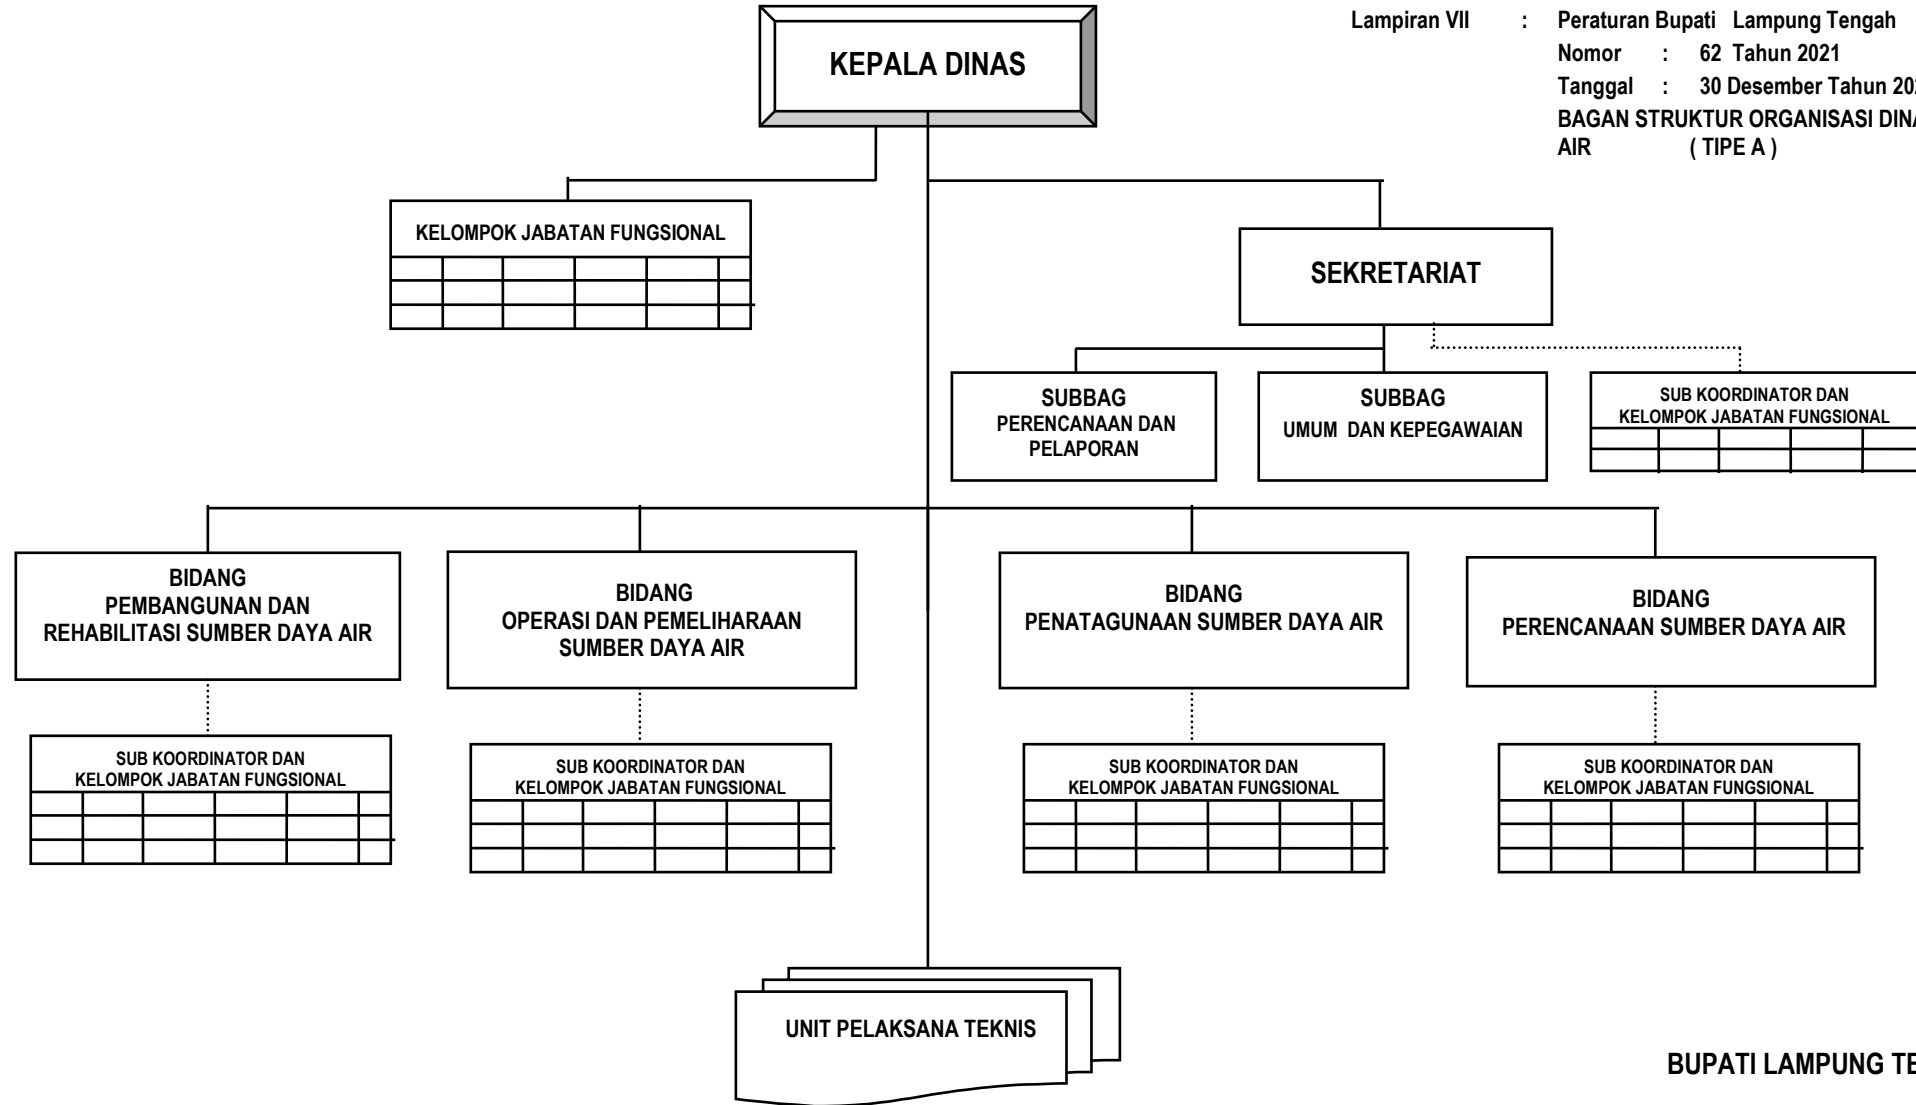 Lampiran VII : Peraturan Bupati Lampung Tengah
Nomor : 62 Tahun 2021
Tanggal : 30 Desember Tahun
BAGAN STRUKTUR ORGANISASI
AIR ( TIPE A )
KEPALA DINAS
KELOMPOK JABATAN FUNGSIONAL
SEKRETARIAT
SUBBAG
PERENCANAAN DAN
PELAPORAN
SUBBAG
UMUM DAN KEPEGAWAIAN
SUB KOORDINATOR DAN
KELOMPOK JABATAN FUNGSIONAL
BIDANG
PEMBANGUNAN DAN
REHABILITASI SUMBER DAYA AIR
BIDANG
OPERASI DAN PEMELIHARAAN
SUMBER DAYA AIR
BIDANG
PENATAGUNAAN SUMBER DAYA AIR
BIDANG
PERENCANAAN SUMBER DAYA AIR
SUB KOORDINATOR DAN
KELOMPOK JABATAN FUNGSIONAL
SUB KOORDINATOR DAN
KELOMPOK JABATAN FUNGSIONAL
SUB KOORDINATOR DAN
KELOMPOK JABATAN FUNGSIONAL
SUB KOORDINATOR DAN
KELOMPOK JABATAN FUNGSIONAL
UNIT PELAKSANA TEKNIS
BUPATI LAMPUNG